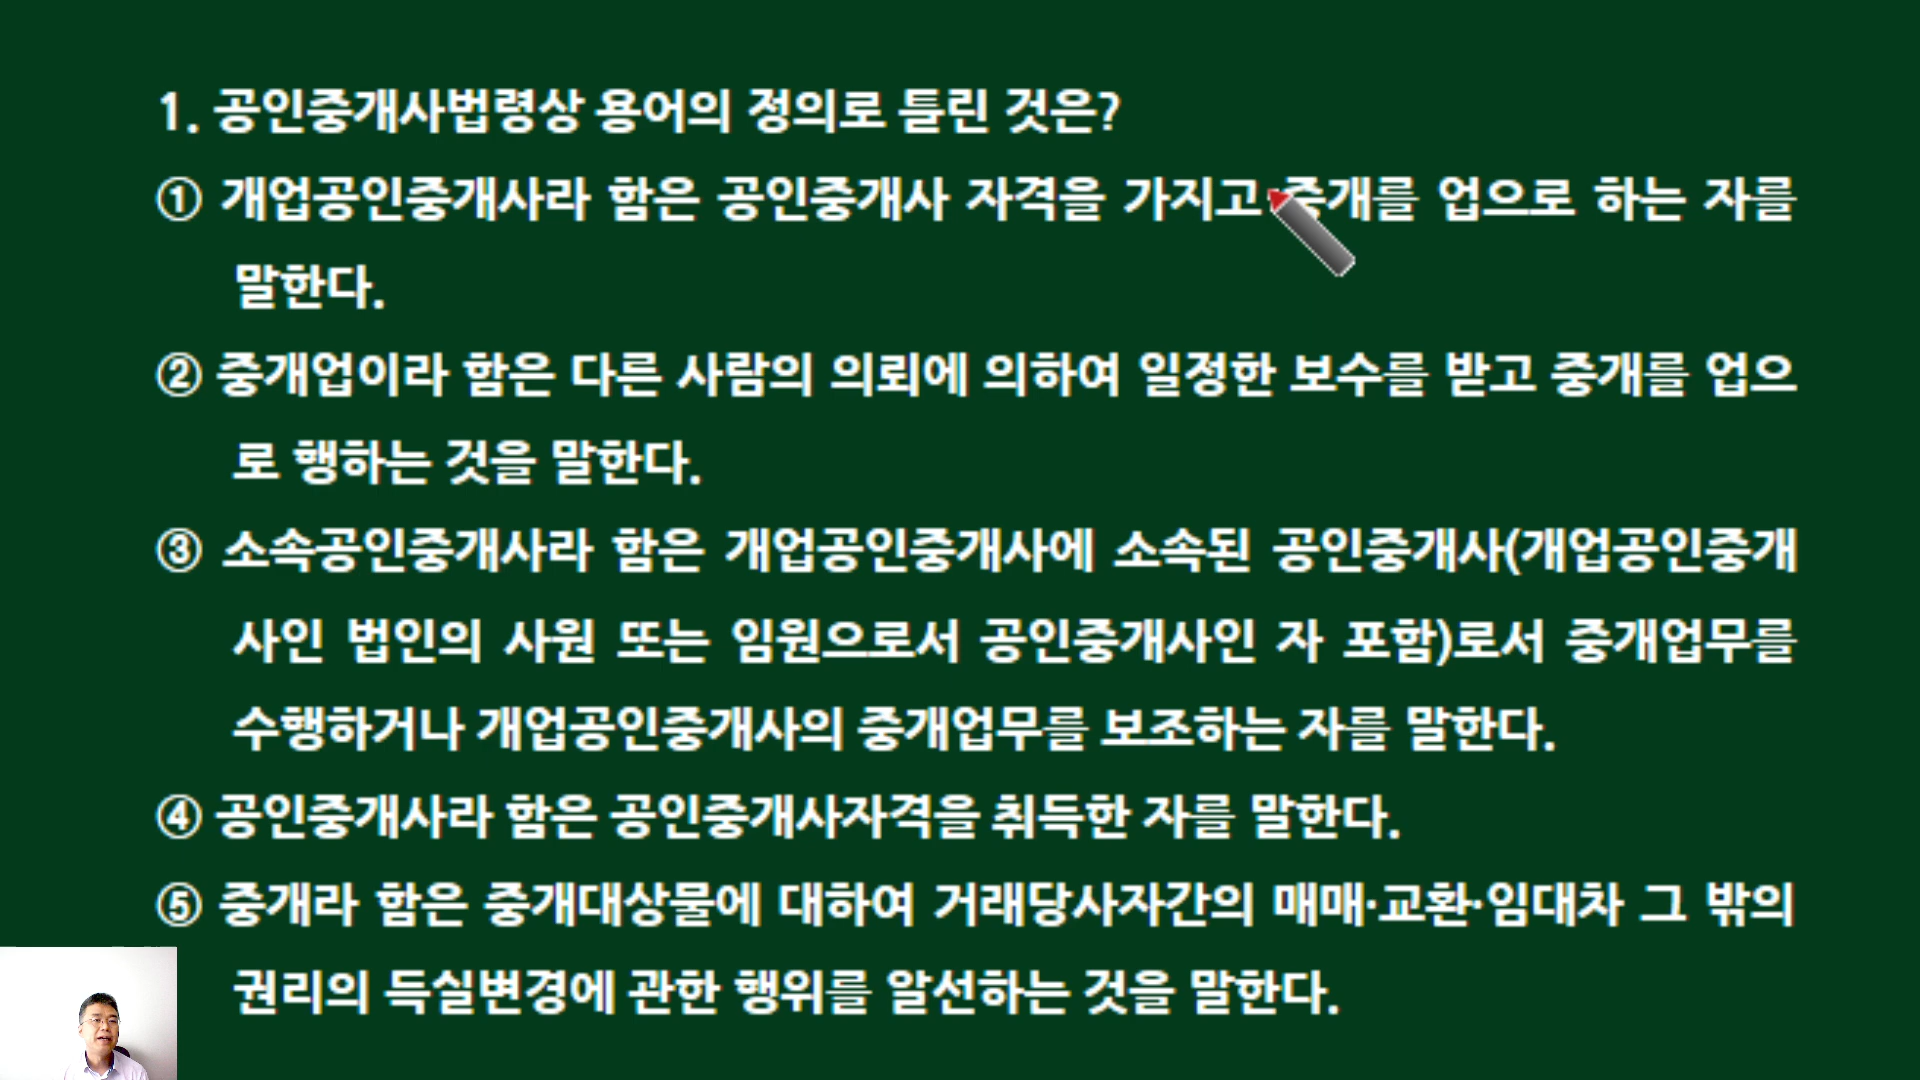 1. 공인중개사법령상 용어의 정의로 틀린 것은?
① 개업공인중개사라 함은 공인중개사 자격을 가지고 중개를 업으로 하는 자를
말한다.
② 중개업이라 함은 다른 사람의 의뢰에 의하여 일정한 보수를 받고 중개를 업으
로 행하는 것을 말한다.
③ 소속공인중개사라 함은 개업공인중개사에 소속된 공인중개사(개업공인중개
사인 법인의 사원 또는 임원으로서 공인중개사인 자 포함)로서 중개업무를
수행하거나 개업공인중개사의 중개업무를 보조하는 자를 말한다.
④ 공인중개사라 함은 공인중개사자격을 취득한 자를 말한다.
⑤ 중개라 함은 중개대상물에 대하여 거래당사자간의 매매·교환·임대차 그 밖의
권리의 득실변경에 관한 행위를 알선하는 것을 말한다.